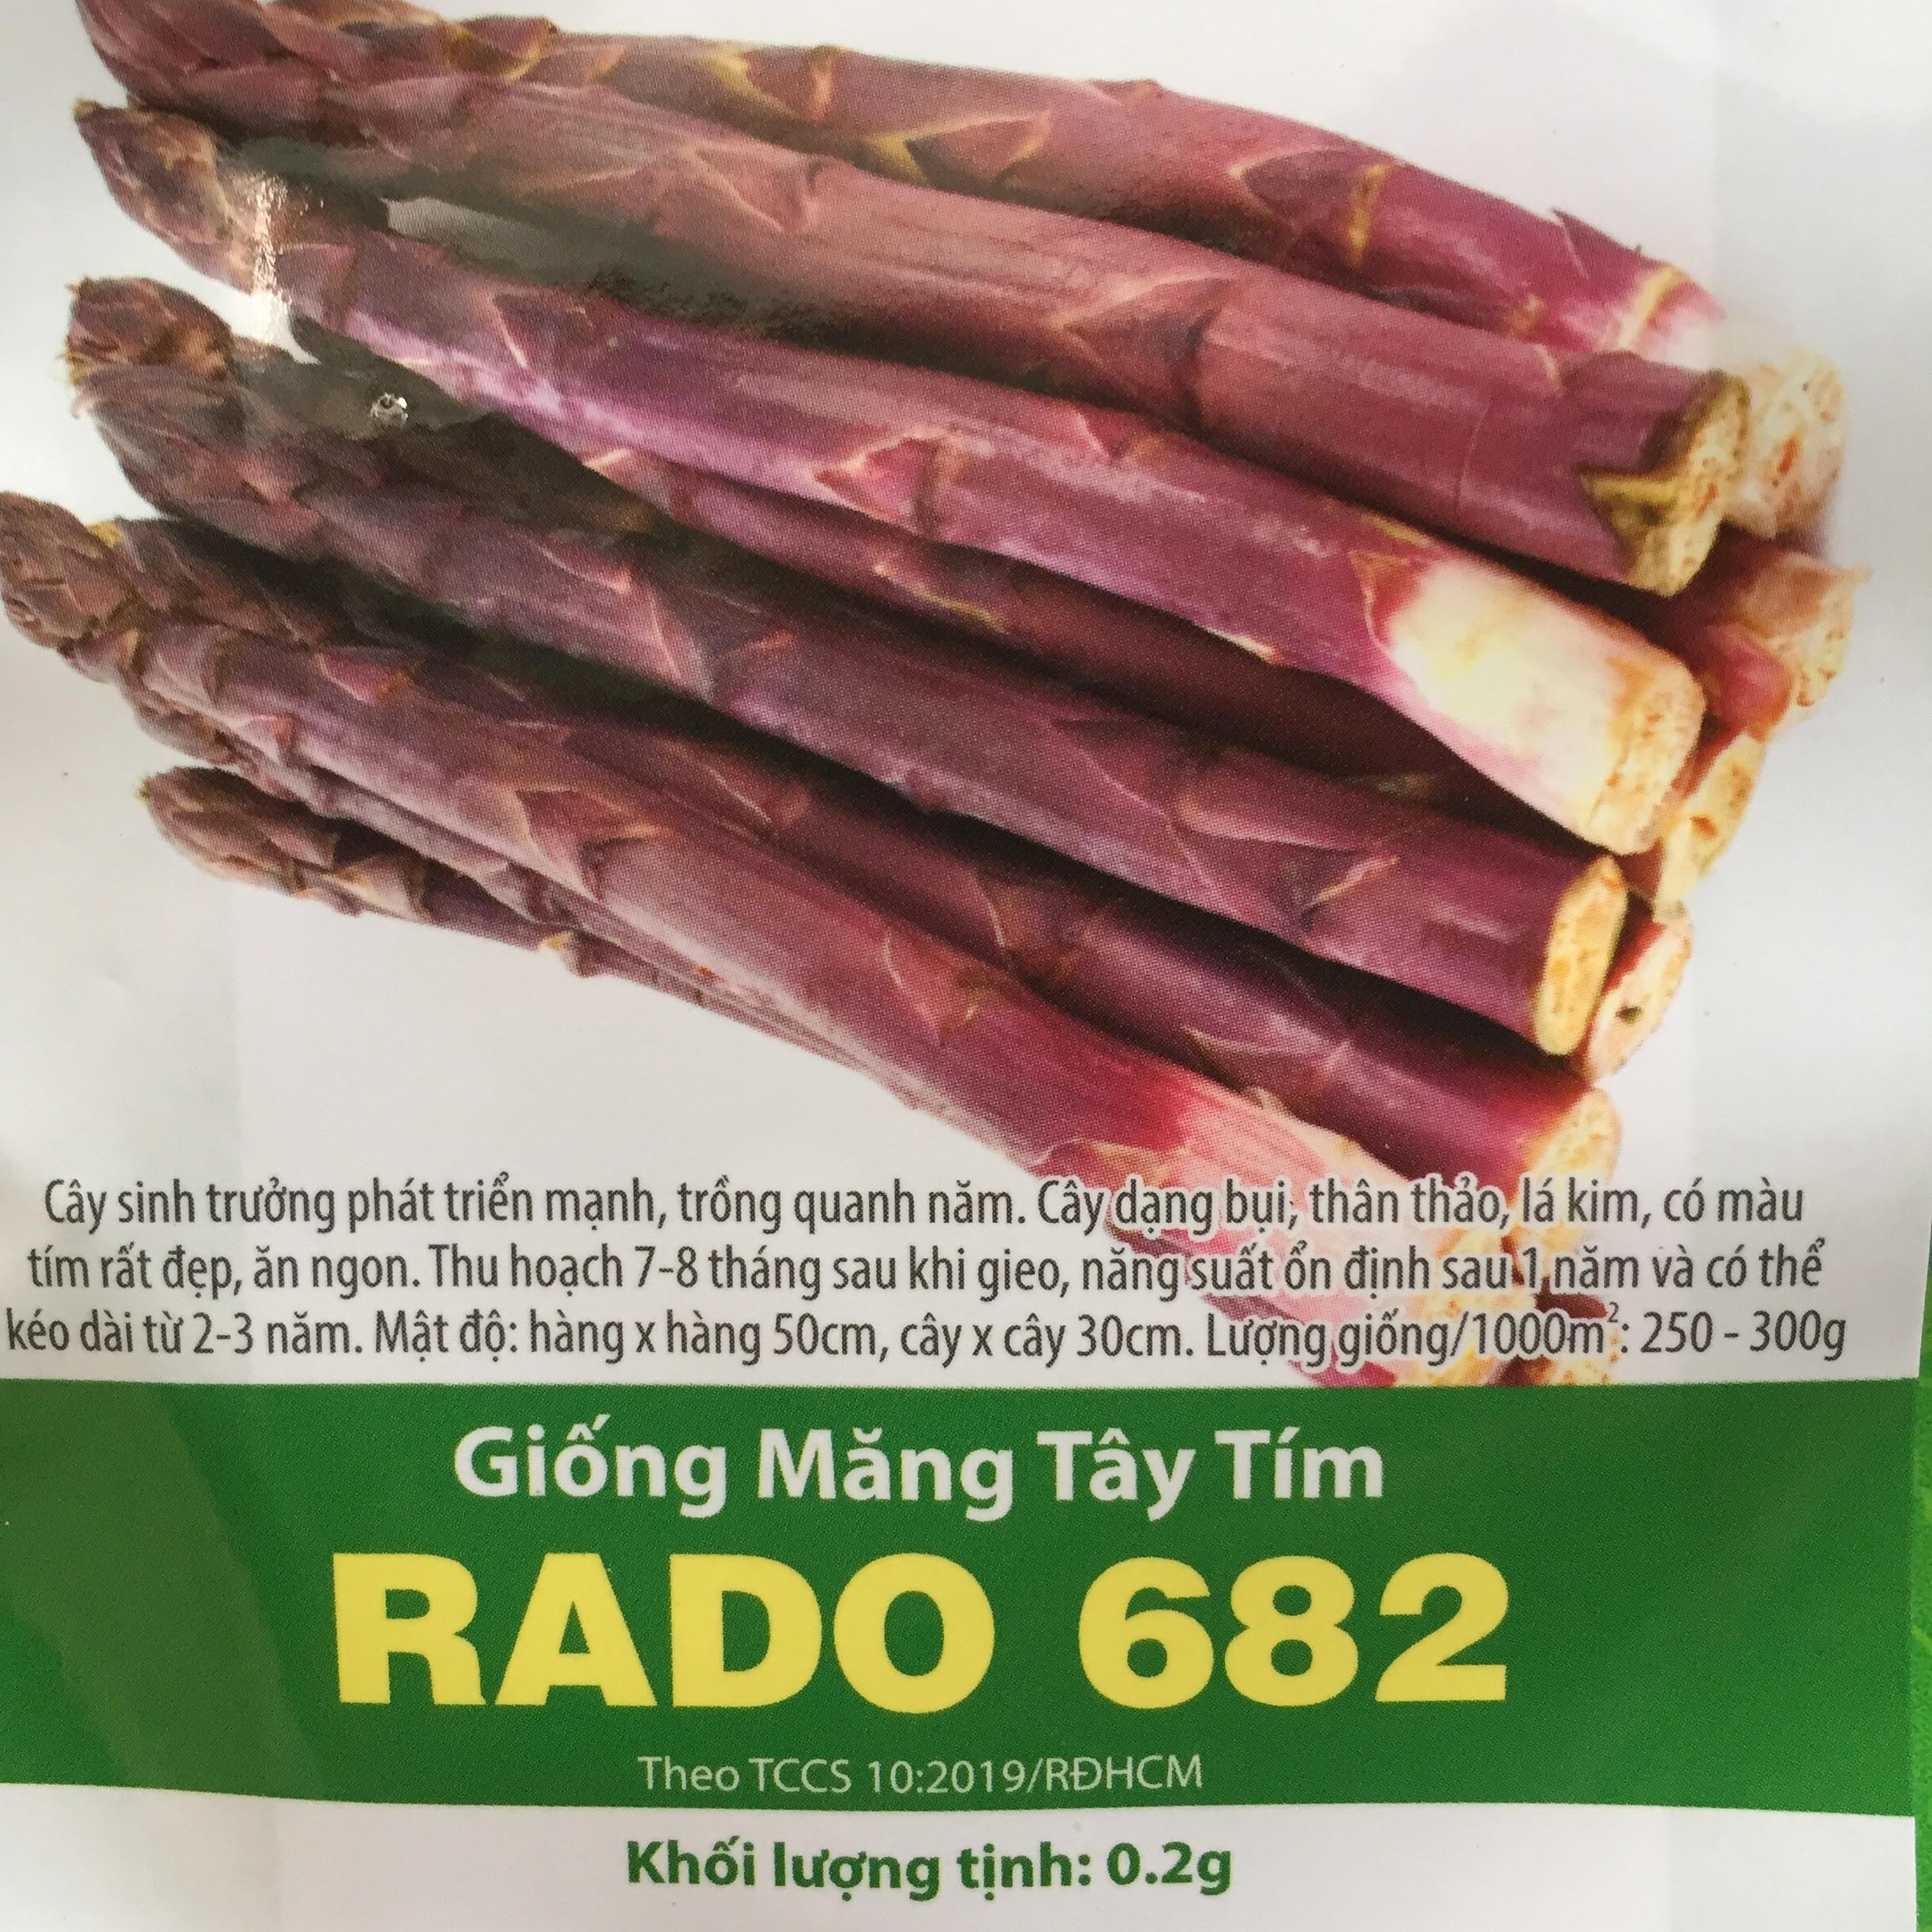 Cây sinh trưởng phát triển mạnh, trồng quanh năm. Cây dạng bụi, thân thảo, lá kim, có màu
tím rất đẹp, ăn ngon. Thu hoạch 7-8 tháng sau khi gieo, năng suất ổn định sau 1 năm và có thể
kéo dài từ 2-3 năm. Mật độ: hàng x hàng 50cm, cây x cây 30cm. Lượng giống/1000m²: 250 - 300g
Giống Măng Tây Tím
RADO 682
Theo TCCS 10:2019/RĐHCM
Khối lượng tịnh: 0.2g